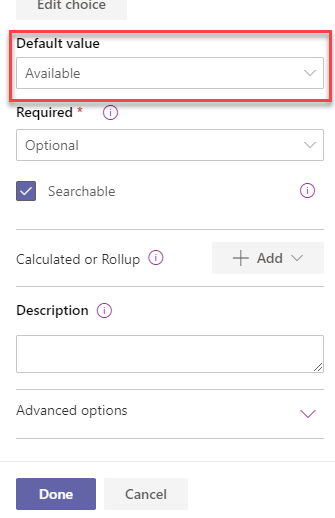 Edit choice
Default value
Available
Required *
Optional
Searchable
Calculated or Rollup
Add
Description
Advanced options
Done
Cancel